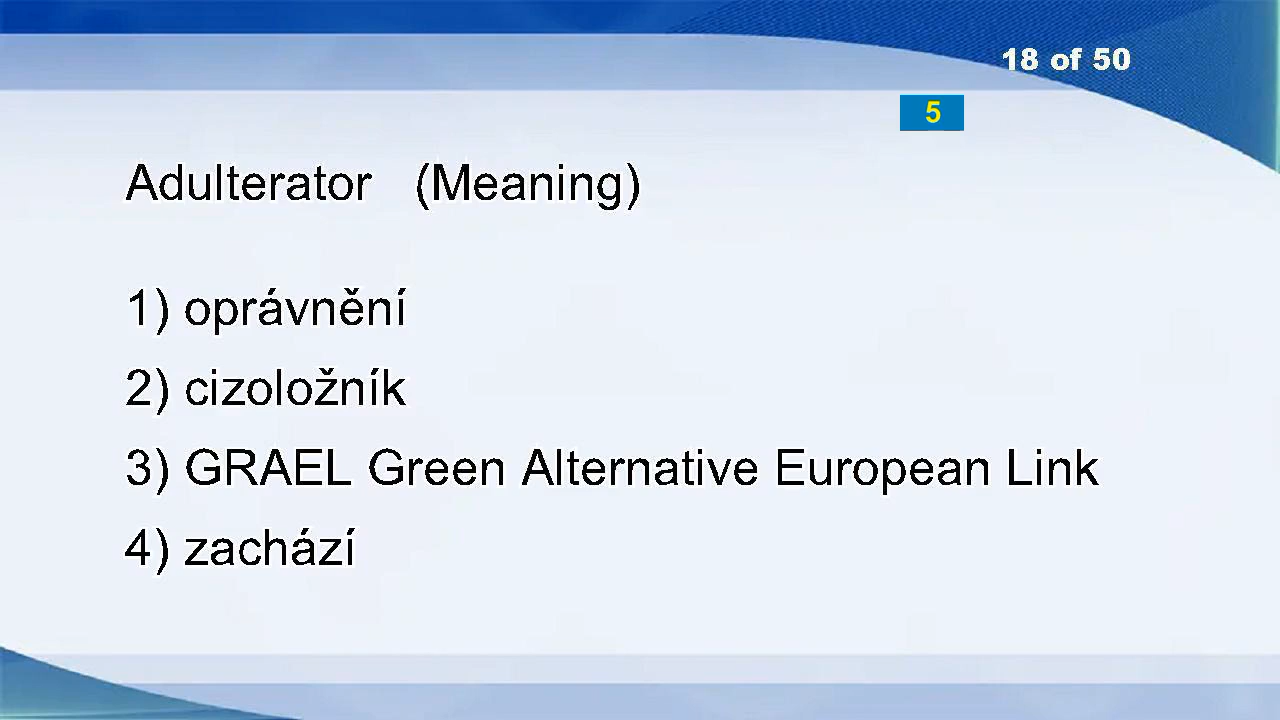 18 of 50
5
Adulterator (Meaning)
1) oprávnění
2) cizoložník
3) GRAEL Green Alternative European Link
4) zachází